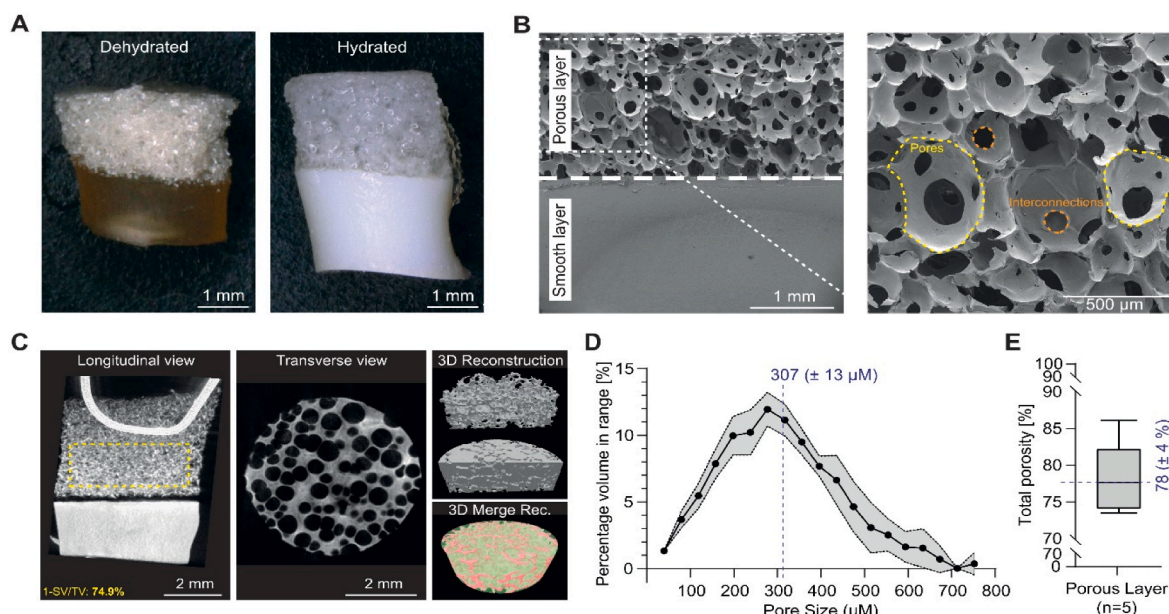 A
Dehydrated
1 mm
Hydrated
1 mm
B
Porous layer
Smooth layer
1 mm
Pores
Interconnections
500 µm
C
Longitudinal view
1-SV/TV: 74.9%
2 mm
Transverse view
2 mm
3D Reconstruction
3D Merge Rec.
D
Percentage volume in range [%]
15
10
5
0
307 (± 13 µM)
0
100
200
300
400
500
600
700
800
Pore Size (µM)
E
Total porosity [%]
100
90
90
85
80
75
70
70
0
78 (± 4 %)
Porous Layer
(n=5)